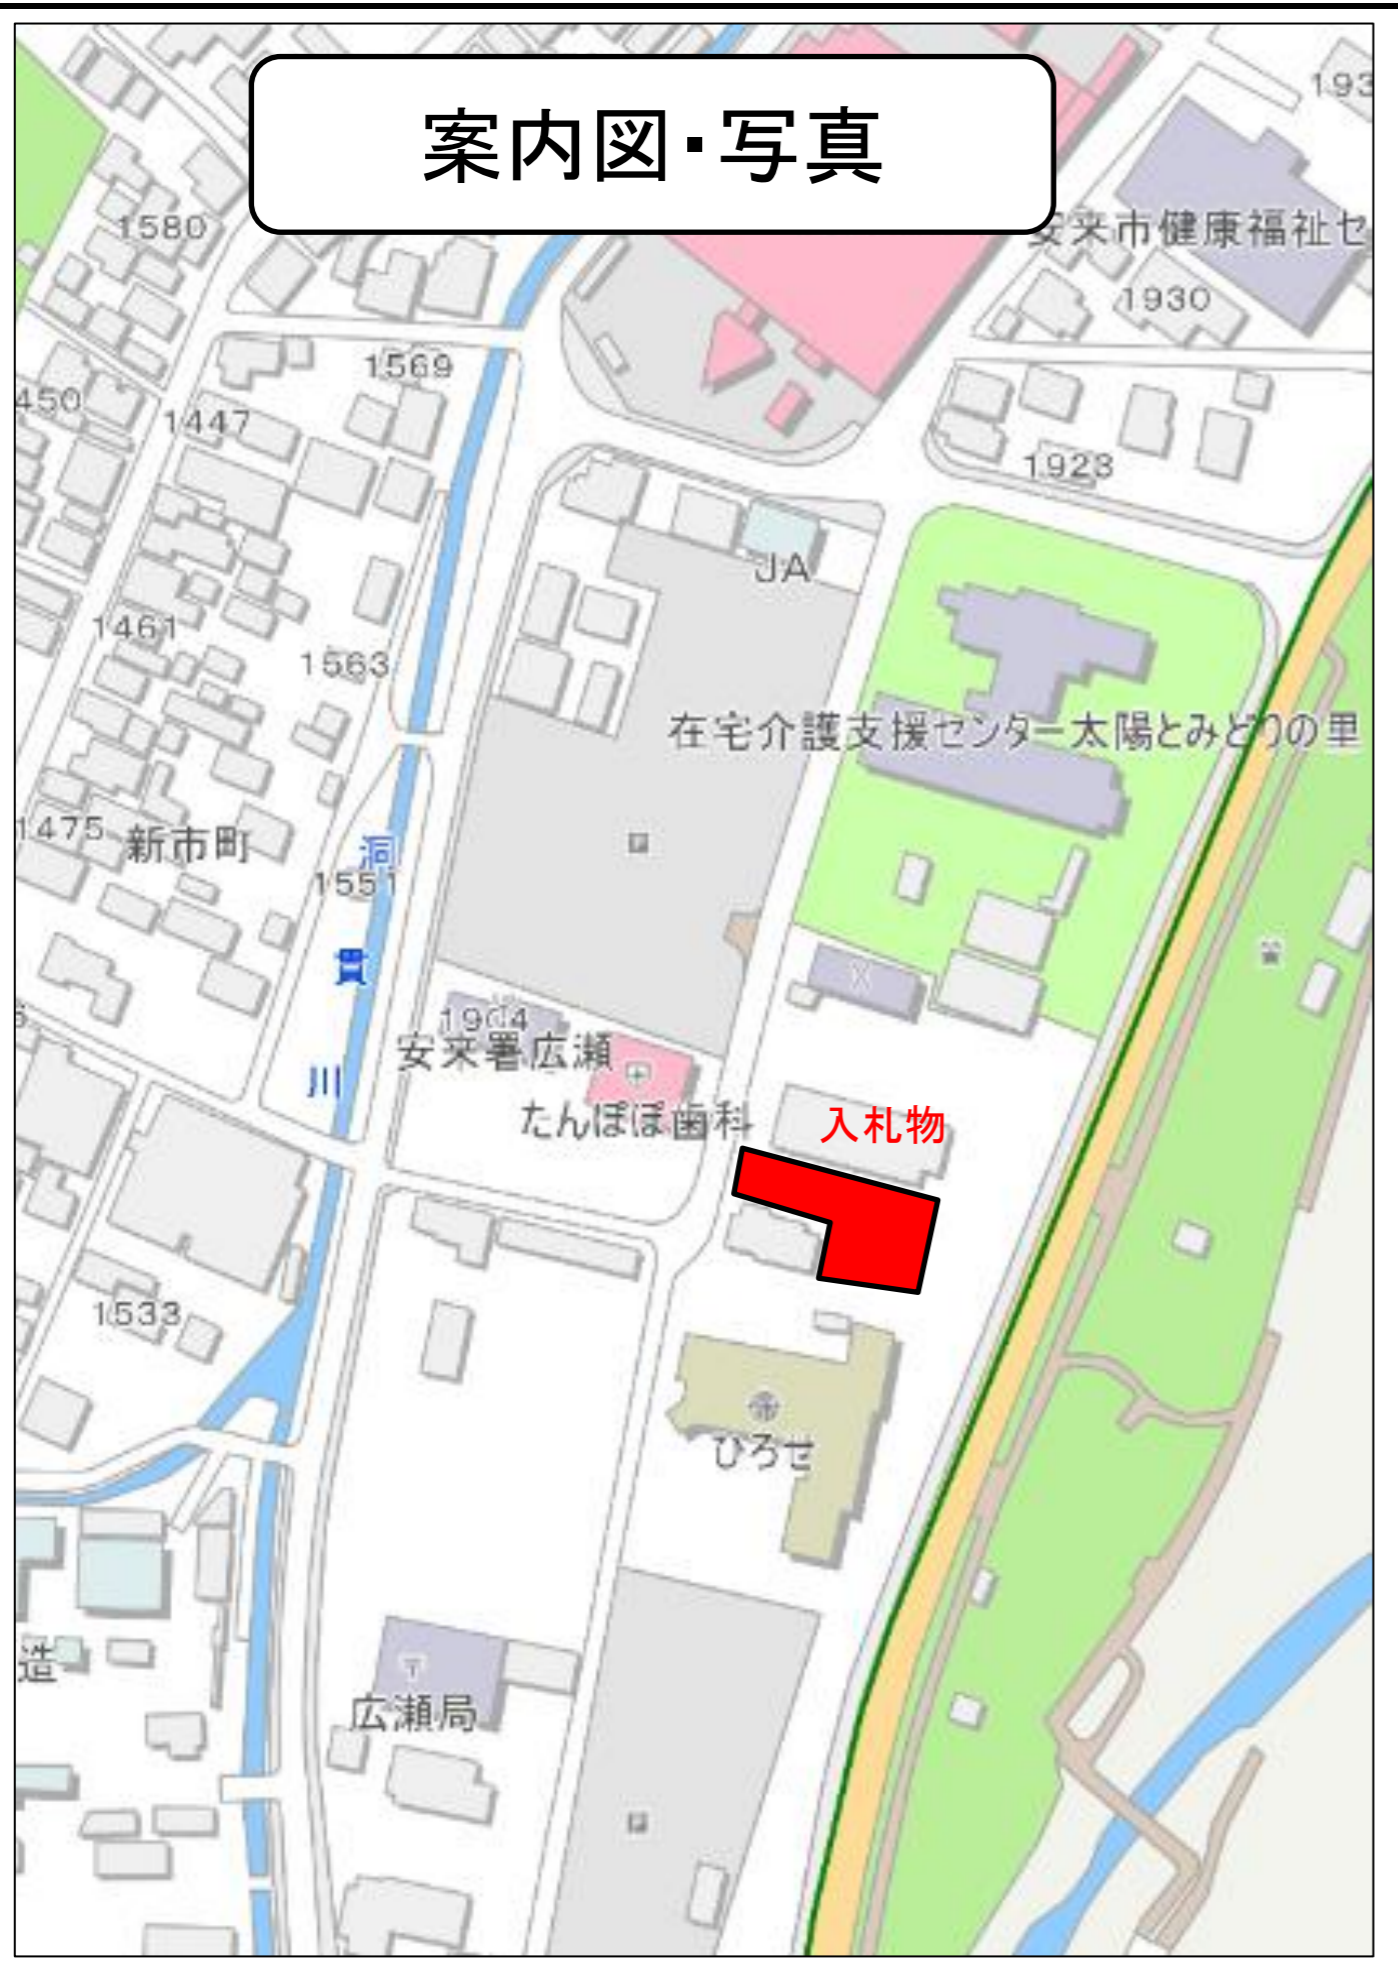 案内図・写真
193
安来市健康福祉セ
1580
1930
1569
450
1447
1923
JA
1461
1563
在宅介護支援センター太陽とみどりの里
1475
新市町
洞
1551
貫
P
X
1904
安来署広瀬
川
たんぽぽ歯科
入札物
1533
ひろせ
造
〒
広瀬局
P